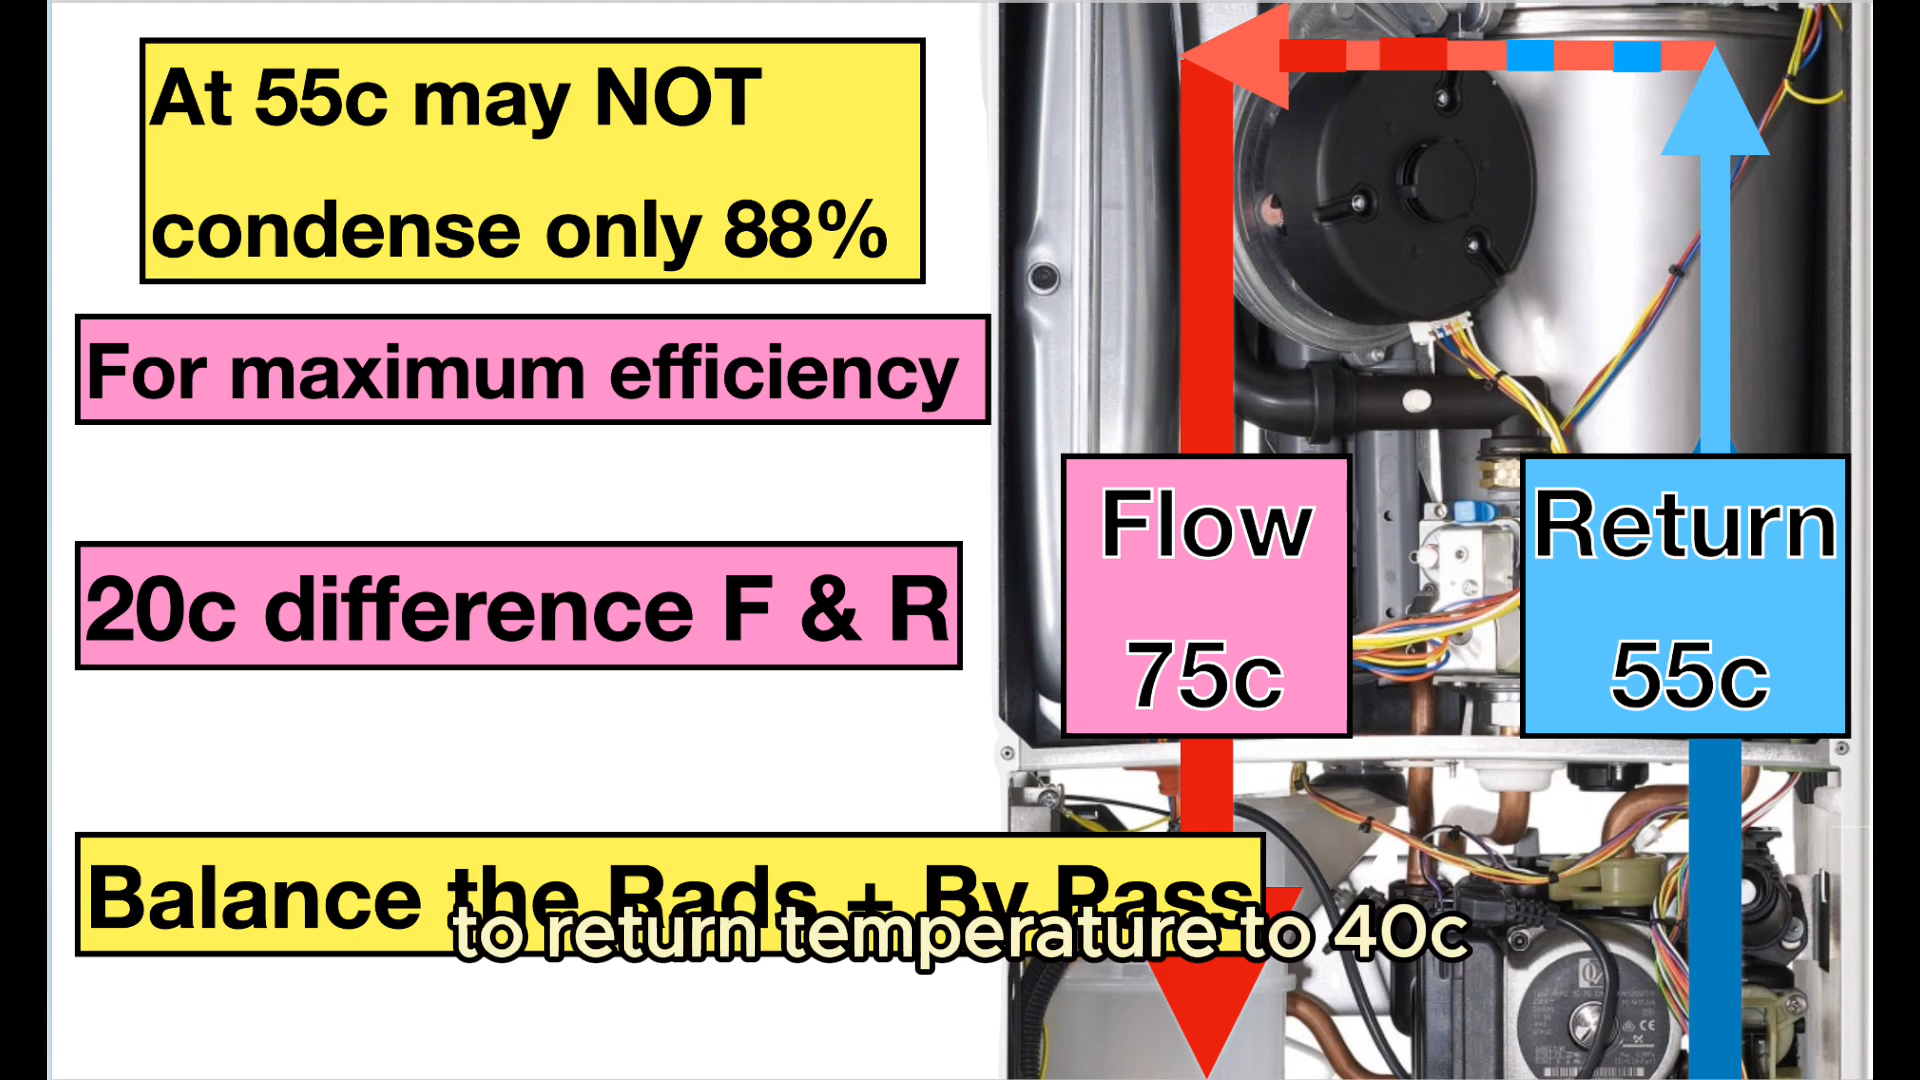 At 55c may NOT
condense only 88%
For maximum efficiency
20c difference F & R
Flow
75c
Return
55c
Balance the Rads + By Pass
to return temperature to 40c